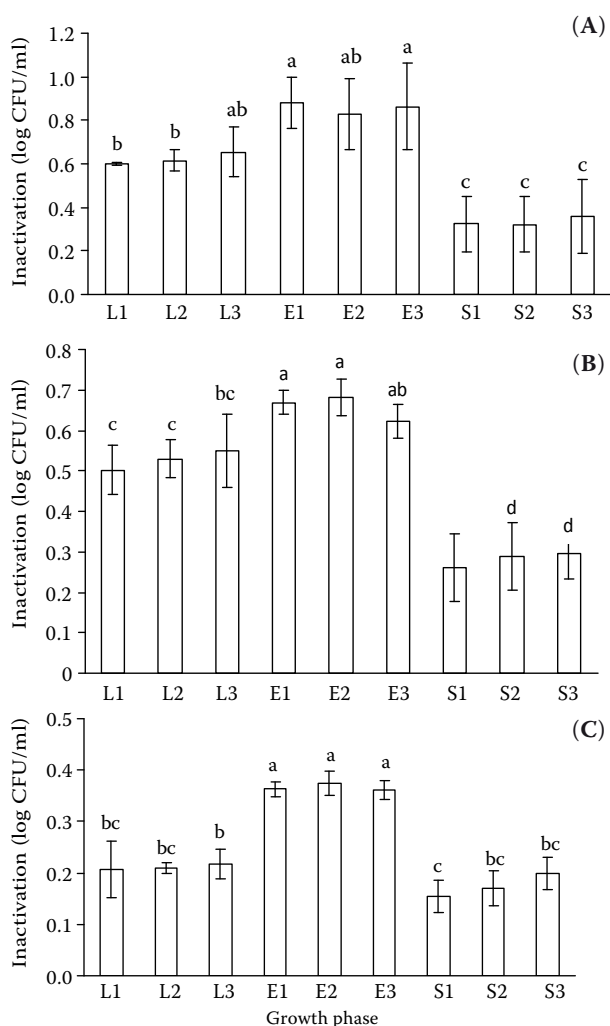 (A)
Inactivation (log CFU/ml)
1.2
1.0
0.8
0.6
0.4
0.2
0.0
b b ab a ab a c c c
L1 L2 L3 E1 E2 E3 S1 S2 S3
(B)
Inactivation (log CFU/ml)
0.8
0.7
0.6
0.5
0.4
0.3
0.2
0.1
0
c c bc a a ab d d
L1 L2 L3 E1 E2 E3 S1 S2 S3
(C)
Inactivation (log CFU/ml)
0.5
0.4
0.3
0.2
0.1
0.0
bc bc b a a a c bc bc
L1 L2 L3 E1 E2 E3 S1 S2 S3
Growth phase